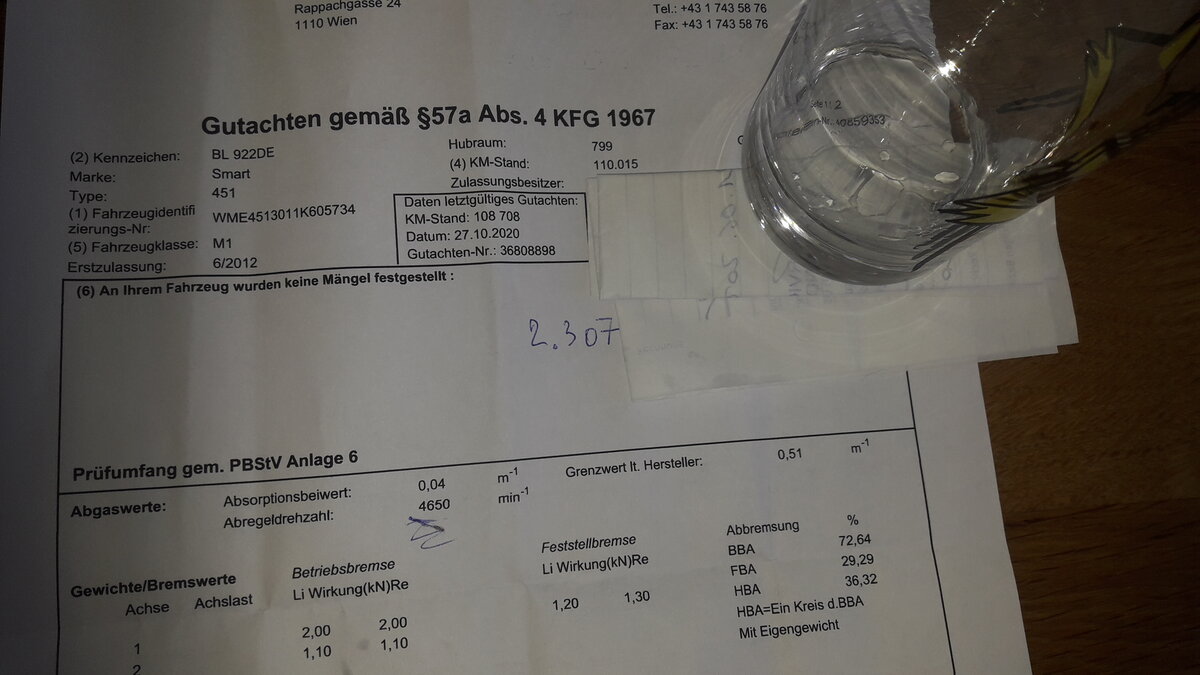 Rappachgasse 24
1110 Wien
Tel.: +43 1 743 58 76
Fax: +43 1 743 58 76
Gutachten gemäß §57a Abs. 4 KFG 1967
(2) Kennzeichen: BL 922DE
Marke: Smart
Type: 451
(1) Fahrzeugidentifi
zierungs-Nr: WME4513011K605734
(5) Fahrzeugklasse: M1
Erstzulassung: 6/2012
Hubraum: 799
(4) KM-Stand: 110.015
Zulassungsbesitzer:
Daten letztgültiges Gutachten:
KM-Stand: 108 708
Datum: 27.10.2020
Gutachten-Nr.: 36808898
(6) An Ihrem Fahrzeug wurden keine Mängel festgestellt :
2.307
Prüfumfang gem. PBStV Anlage 6
Abgaswerte: Absorptionsbeiwert: 0,04 m-1 Grenzwert lt. Hersteller: 0,51 m-1
Abregeldrehzahl: 4650 min-1
Gewichte/Bremswerte
Achse Achslast
Betriebsbremse
Li Wirkung(kN)Re
Feststellbremse
Li Wirkung(kN)Re
1 2,00 2,00 1,20 1,30
2 1,10 1,10
Abbremsung %
BBA 72,64
FBA 29,29
HBA 36,32
HBA=Ein Kreis d.BBA
Mit Eigengewicht